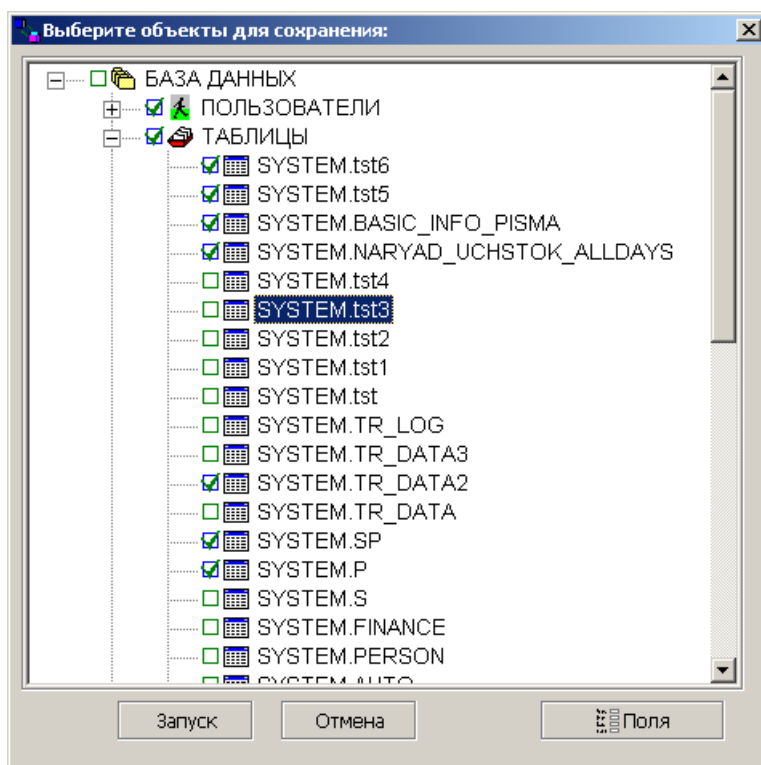 Выберите объекты для сохранения:
БАЗА ДАННЫХ
ПОЛЬЗОВАТЕЛИ
ТАБЛИЦЫ
SYSTEM.tst6
SYSTEM.tst5
SYSTEM.BASIC_INFO_PISMA
SYSTEM.NARYAD_UCHSTOK_ALLDAYS
SYSTEM.tst4
SYSTEM.tst3
SYSTEM.tst2
SYSTEM.tst1
SYSTEM.tst
SYSTEM.TR_LOG
SYSTEM.TR_DATA3
SYSTEM.TR_DATA2
SYSTEM.TR_DATA
SYSTEM.SP
SYSTEM.P
SYSTEM.S
SYSTEM.FINANCE
SYSTEM.PERSON
SYSTEM.AUTO
Запуск Отмена Поля